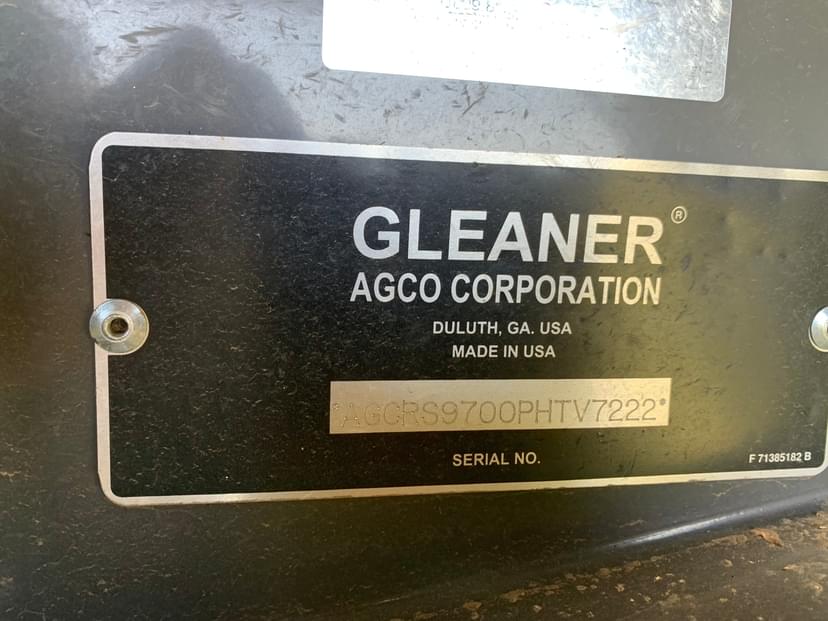 GLEANER®
AGCO CORPORATION
DULUTH, GA. USA
MADE IN USA
*AGCRS9700PHTV7222*
SERIAL NO.
F 71385182 B